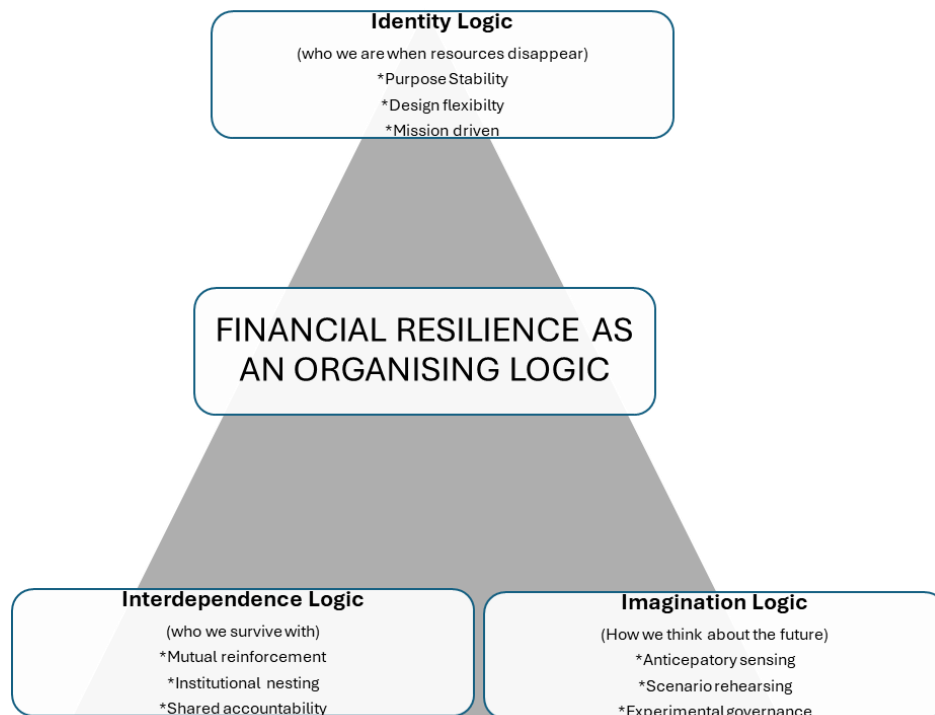 Identity Logic
(who we are when resources disappear)
*Purpose Stability
*Design flexibilty
*Mission driven
FINANCIAL RESILIENCE AS
AN ORGANISING LOGIC
Interdependence Logic
(who we survive with)
*Mutual reinforcement
*Institutional nesting
*Shared accountability
Imagination Logic
(How we think about the future)
*Anticepatory sensing
*Scenario rehearsing
*Experimental governance